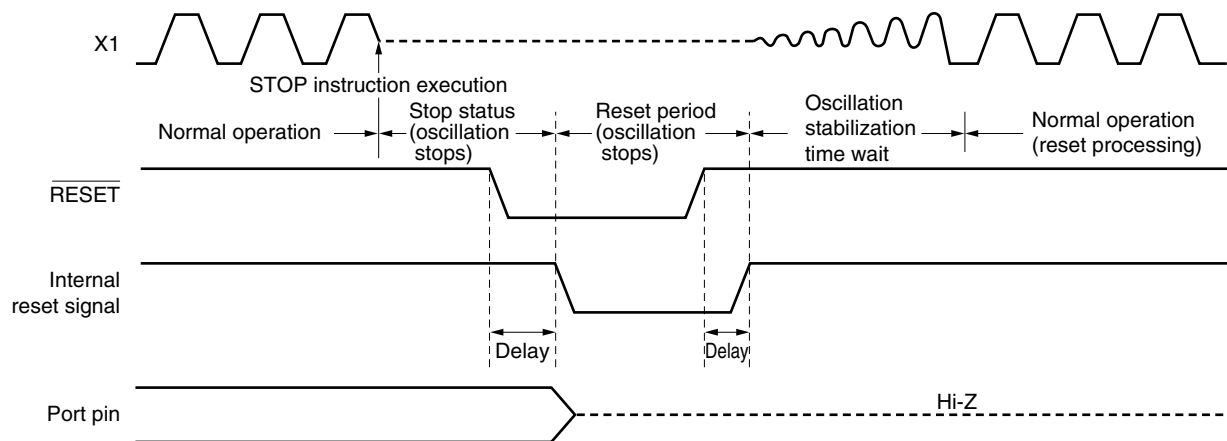 X1
STOP instruction execution
Normal operation
Stop status
(oscillation
stops)
Reset period
(oscillation
stops)
Oscillation
stabilization
time wait
Normal operation
(reset processing)
RESET
Internal
reset signal
Delay
Delay
Port pin
Hi-Z